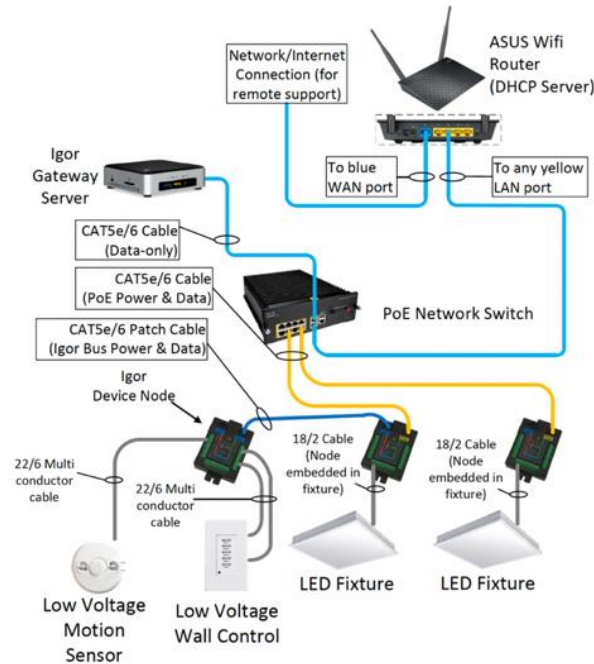 ASUS Wifi
Router
(DHCP Server)
Network/Internet
Connection (for
remote support)
To blue
WAN port
To any yellow
LAN port
Igor
Gateway
Server
CAT5e/6 Cable
(Data-only)
CAT5e/6 Cable
(PoE Power & Data)
CAT5e/6 Patch Cable
(Igor Bus Power & Data)
PoE Network Switch
Igor
Device Node
22/6 Multi
conductor
cable
22/6 Multi
conductor
cable
18/2 Cable
(Node
embedded in
fixture)
18/2 Cable
(Node
embedded in
fixture)
LED Fixture
LED Fixture
Low Voltage
Motion
Sensor
Low Voltage
Wall Control